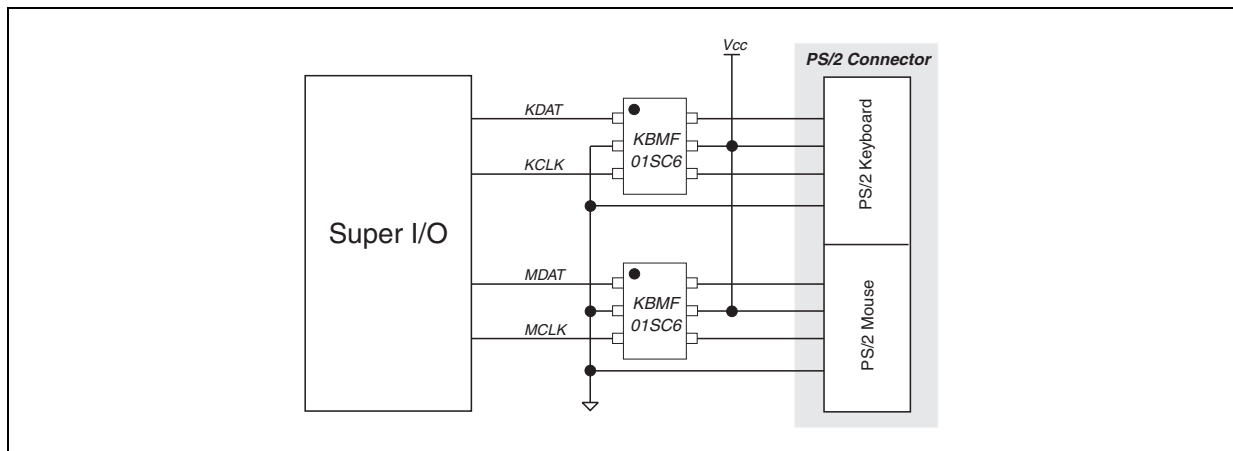 Vcc
PS/2 Connector
KDAT
KBMF
01SC6
KCLK
PS/2 Keyboard
Super I/O
MDAT
KBMF
01SC6
MCLK
PS/2 Mouse